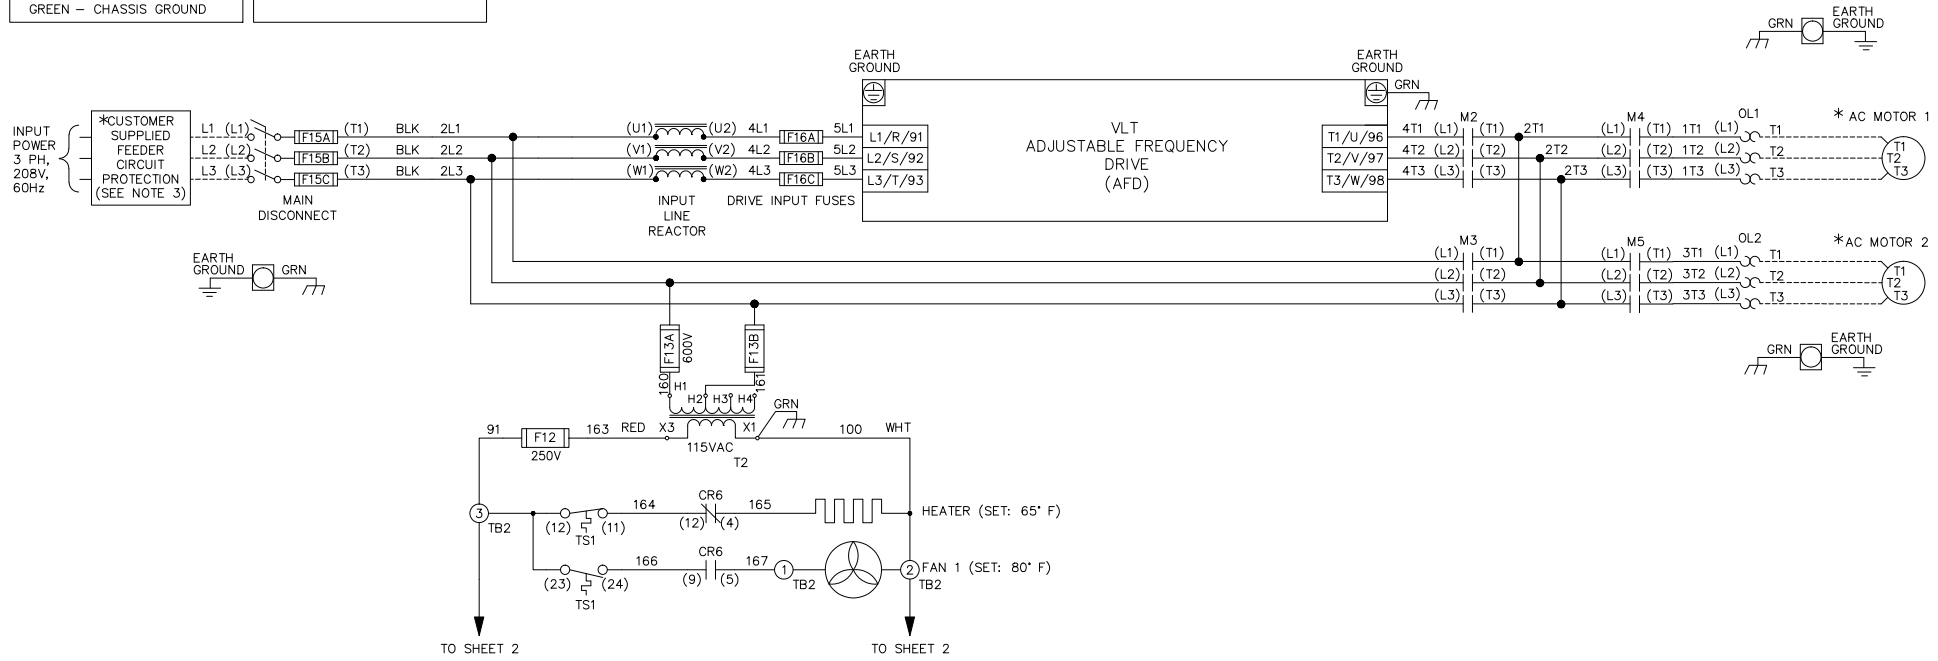 GREEN – CHASSIS GROUND
GRN
EARTH
GROUND
INPUT
POWER
3 PH,
208V,
60Hz
*CUSTOMER
SUPPLIED
FEEDER
CIRCUIT
PROTECTION
(SEE NOTE 3)
L1 (L1) F15A (T1) BLK 2L1
L2 (L2) F15B (T2) BLK 2L2
L3 (L3) F15C (T3) BLK 2L3
MAIN
DISCONNECT
(U1) (U2) 4L1 F16A 5L1
(V1) (V2) 4L2 F16B 5L2
(W1) (W2) 4L3 F16C 5L3
INPUT
LINE
REACTOR
DRIVE INPUT FUSES
EARTH
GROUND
L1/R/91
L2/S/92
L3/T/93
VLT
ADJUSTABLE FREQUENCY
DRIVE
(AFD)
EARTH
GROUND
GRN
T1/U/96
T2/V/97
T3/W/98
M2 M4 OL1 * AC MOTOR 1
4T1 (L1) (T1) 2T1 (L1) 1T1 (L1) T1
4T2 (L2) (T2) 2T2 (L2) 1T2 (L2) T2
4T3 (L3) (T3) 2T3 (L3) 1T3 (L3) T3
(T1)
(T2)
(T3)
T1
T2
T3
M3 M5 OL2 *AC MOTOR 2
(L1) (T1) (L1) (T1) 3T1 (L1) T1
(L2) (T2) (L2) (T2) 3T2 (L2) T2
(L3) (T3) (L3) (T3) 3T3 (L3) T3
T1
T2
T3
EARTH
GROUND
GRN
GRN
EARTH
GROUND
F13A
600V
F13B
160
161
H1
H2 H3 H4
GRN
91 F12 163 RED X3 X1 100 WHT
250V
115VAC
T2
3
TB2
(12) (11)
TS1
164
CR6
(12) (4)
165
HEATER (SET: 65° F)
(23) (24)
TS1
166
CR6
(9) (5)
167
1
TB2
2
TB2
FAN 1 (SET: 80° F)
TO SHEET 2
TO SHEET 2